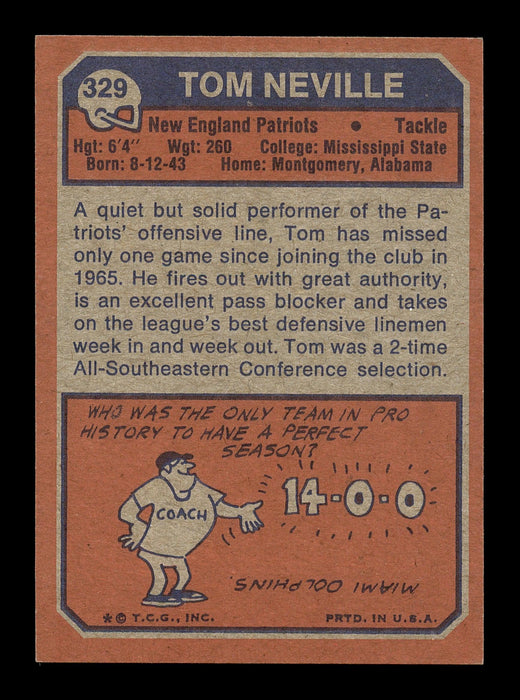 329
TOM NEVILLE
New England Patriots • Tackle
Hgt: 6'4" Wgt: 260 College: Mississippi State
Born: 8-12-43 Home: Montgomery, Alabama
A quiet but solid performer of the Pa-
triots' offensive line, Tom has missed
only one game since joining the club in
1965. He fires out with great authority,
is an excellent pass blocker and takes
on the league's best defensive linemen
week in and week out. Tom was a 2-time
All-Southeastern Conference selection.
WHO WAS THE ONLY TEAM IN PRO
HISTORY TO HAVE A PERFECT
SEASON?
14-0-0
COACH
MIAMI DOLPHINS
*© T.C.G., INC. PRTD. IN U.S.A.